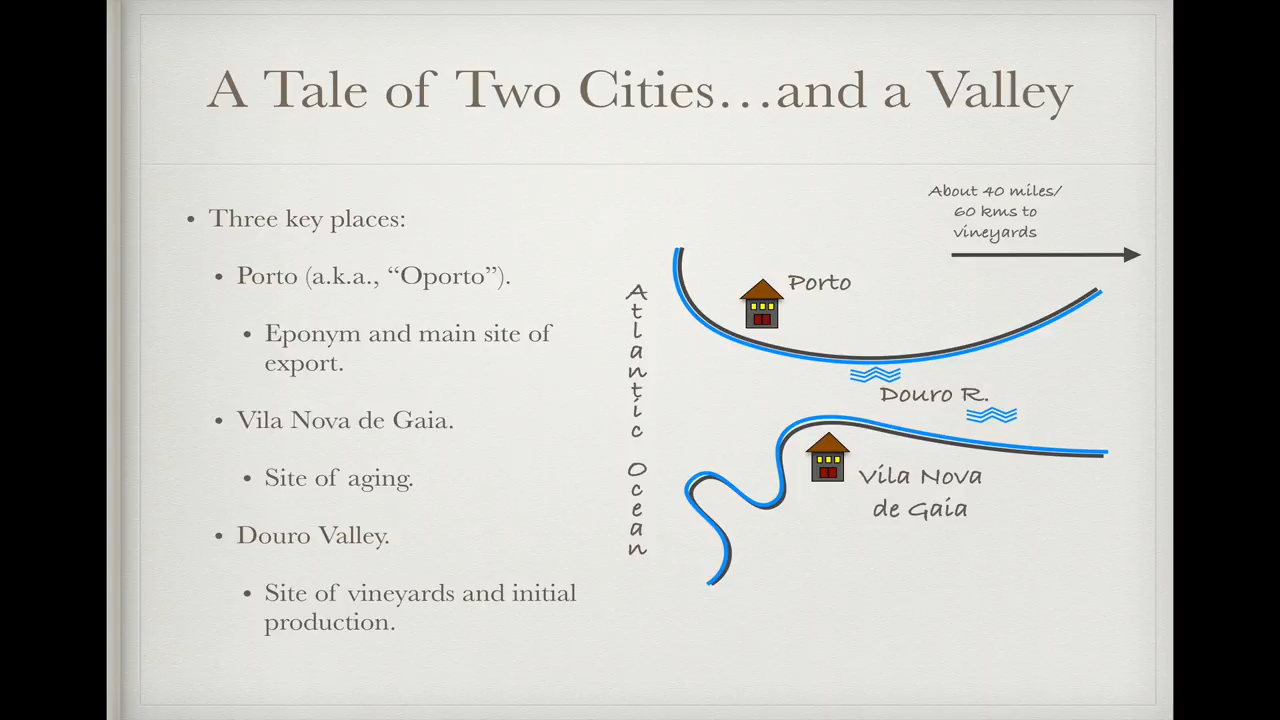 A Tale of Two Cities…and a Valley
• Three key places:
• Porto (a.k.a., “Oporto”).
• Eponym and main site of
export.
• Vila Nova de Gaia.
• Site of aging.
• Douro Valley.
• Site of vineyards and initial
production.
About 40 miles/
60 kms to
vineyards
Atlantic Ocean
Porto
Douro R.
Vila Nova
de Gaia